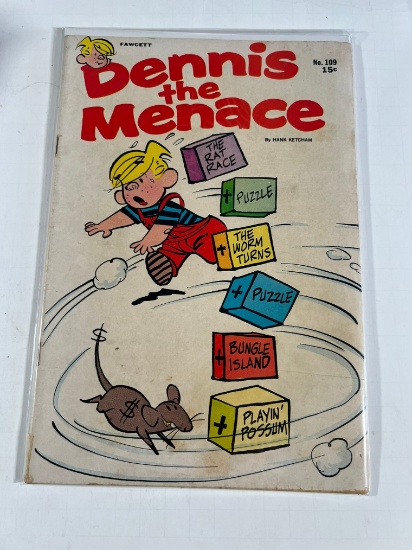 FAWCETT
Dennis
the
Menace
No. 109
15¢
By HANK KETCHAM
THE
RAT
RACE
+ PUZZLE
+ THE
WORM
TURNS
+ PUZZLE
+ BUNGLE
ISLAND
+ PLAYIN'
POSSUM
$
$